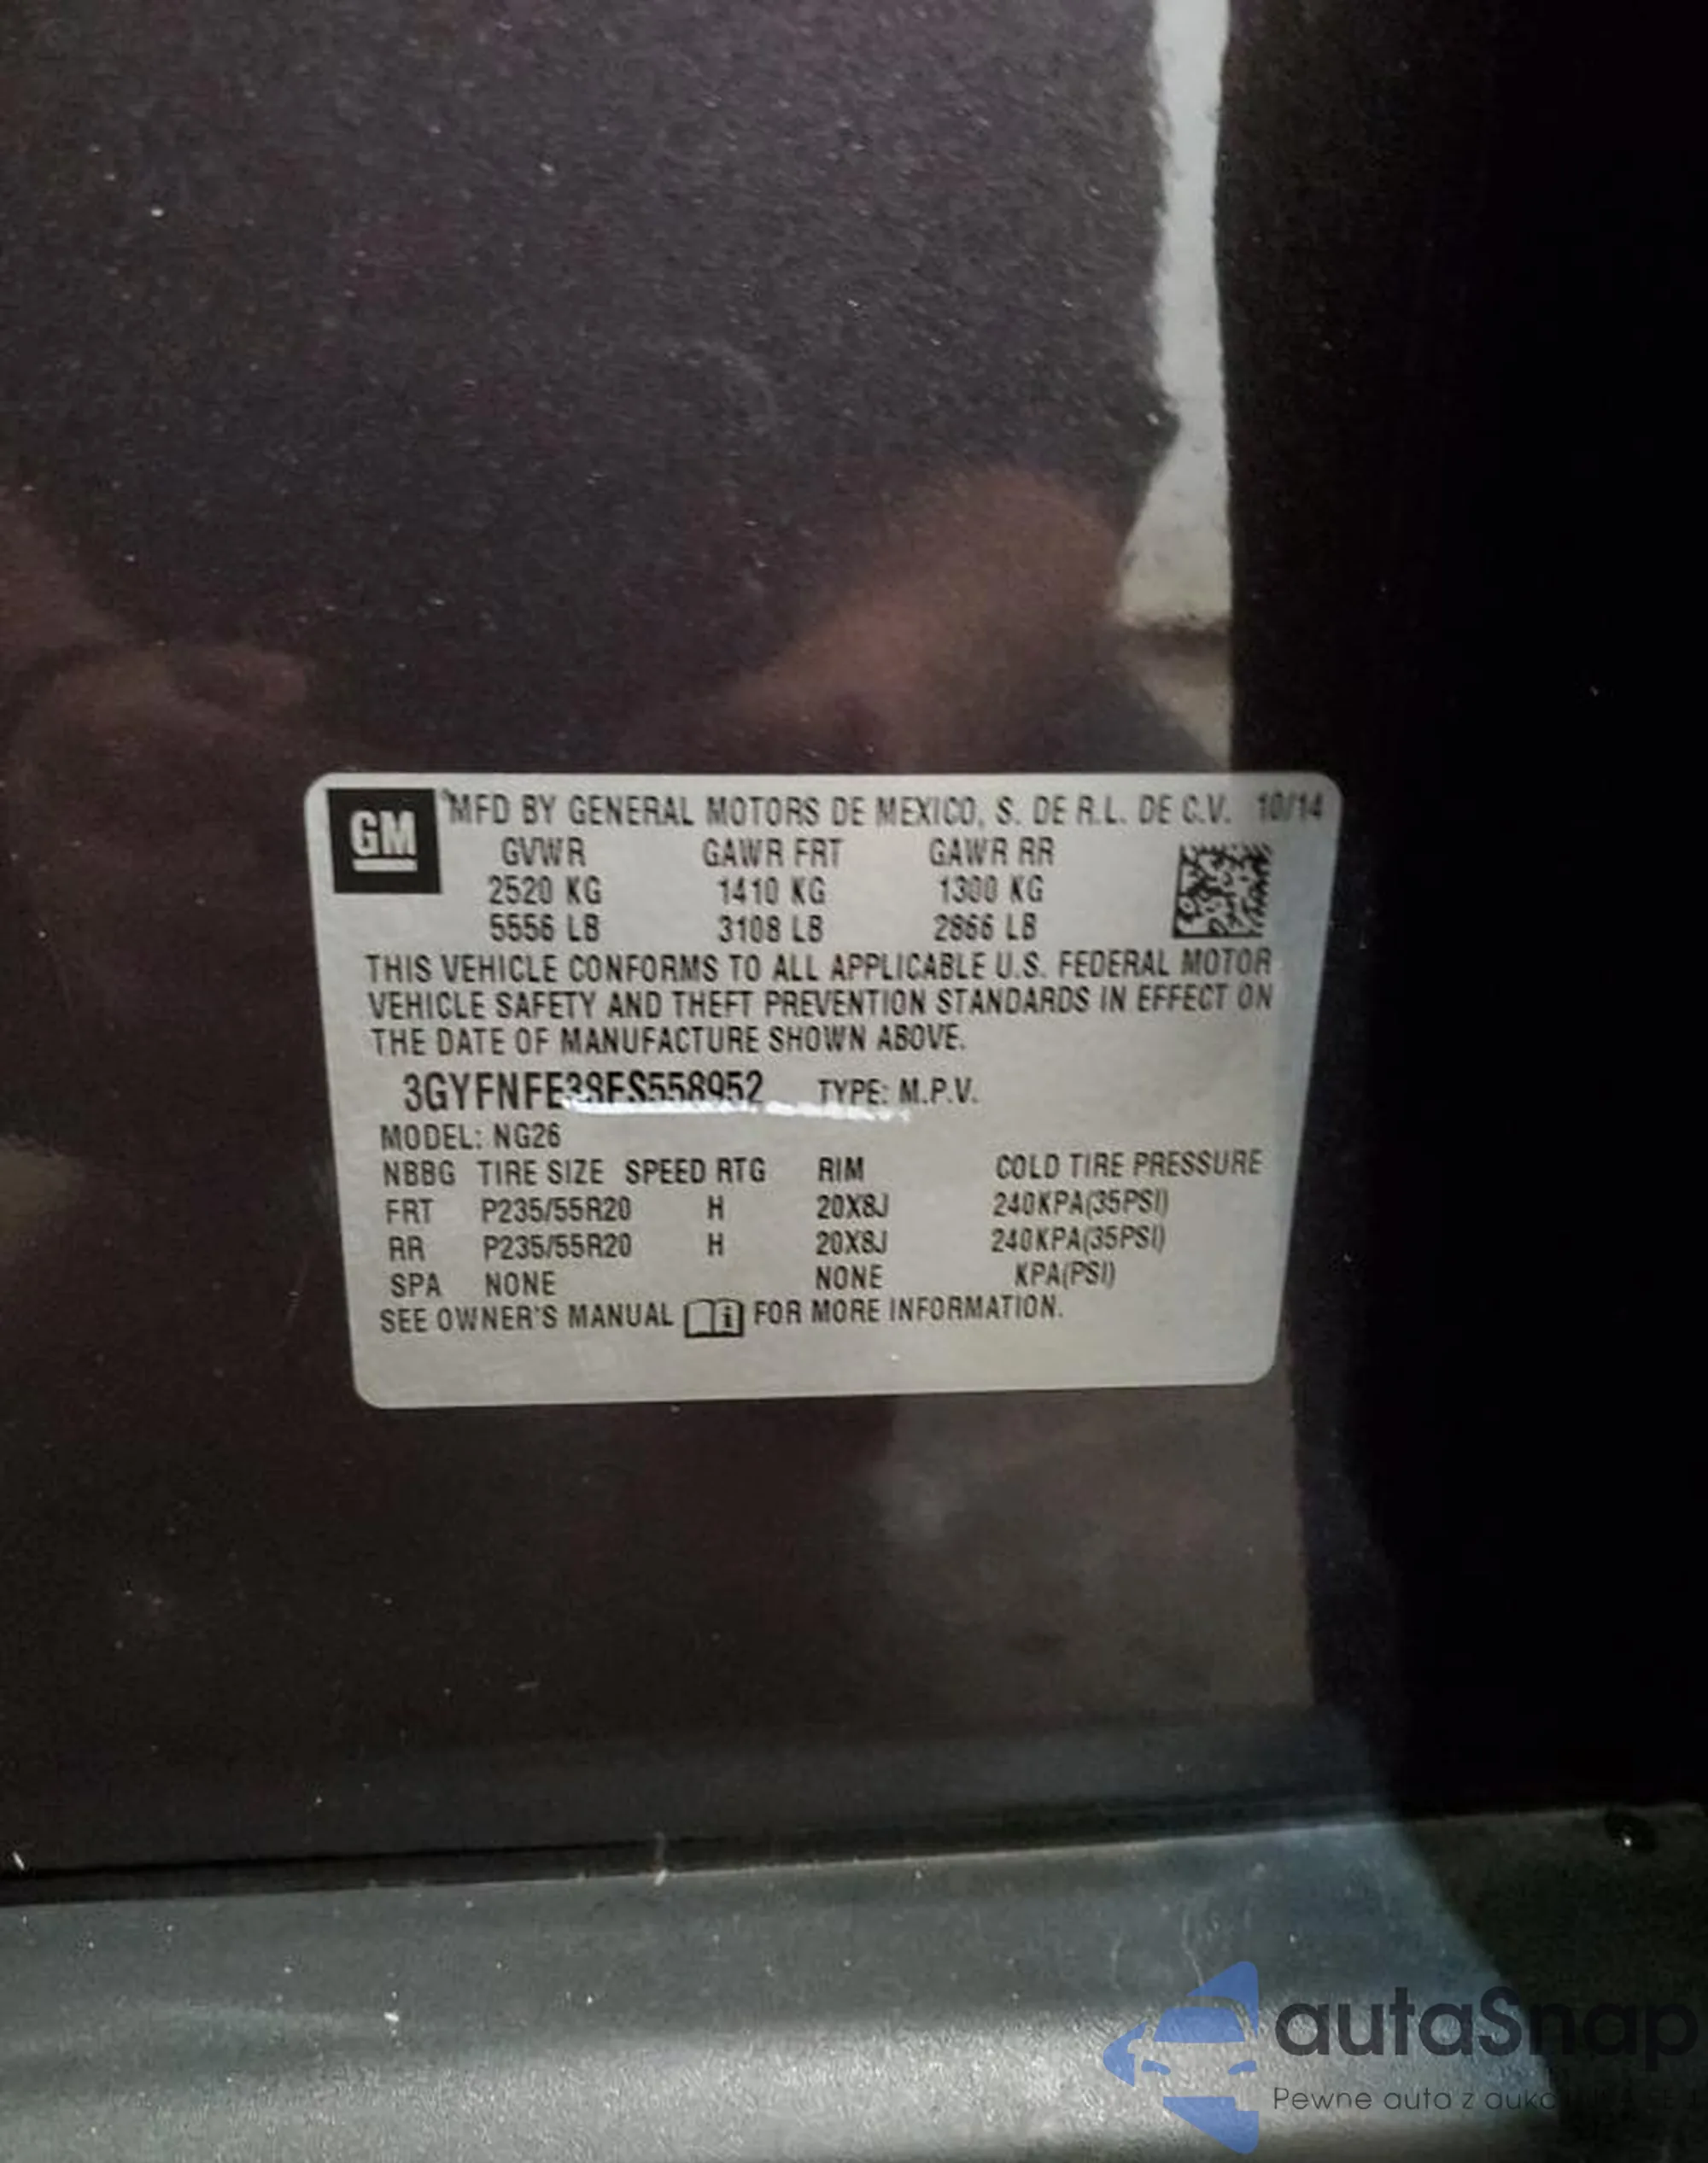 GM
MFD BY GENERAL MOTORS DE MEXICO, S. DE R.L. DE C.V. 10/14
GVWR GAWR FRT GAWR RR
2520 KG 1410 KG 1300 KG
5556 LB 3108 LB 2866 LB
THIS VEHICLE CONFORMS TO ALL APPLICABLE U.S. FEDERAL MOTOR
VEHICLE SAFETY AND THEFT PREVENTION STANDARDS IN EFFECT ON
THE DATE OF MANUFACTURE SHOWN ABOVE.
3GYFNFE38FS558952 TYPE: M.P.V.
MODEL: NG26
NBBG TIRE SIZE SPEED RTG RIM COLD TIRE PRESSURE
FRT P235/55R20 H 20X8J 240KPA(35PSI)
RR P235/55R20 H 20X8J 240KPA(35PSI)
SPA NONE NONE KPA(PSI)
SEE OWNER'S MANUAL FOR MORE INFORMATION.
autaSnap
Pewne auta z